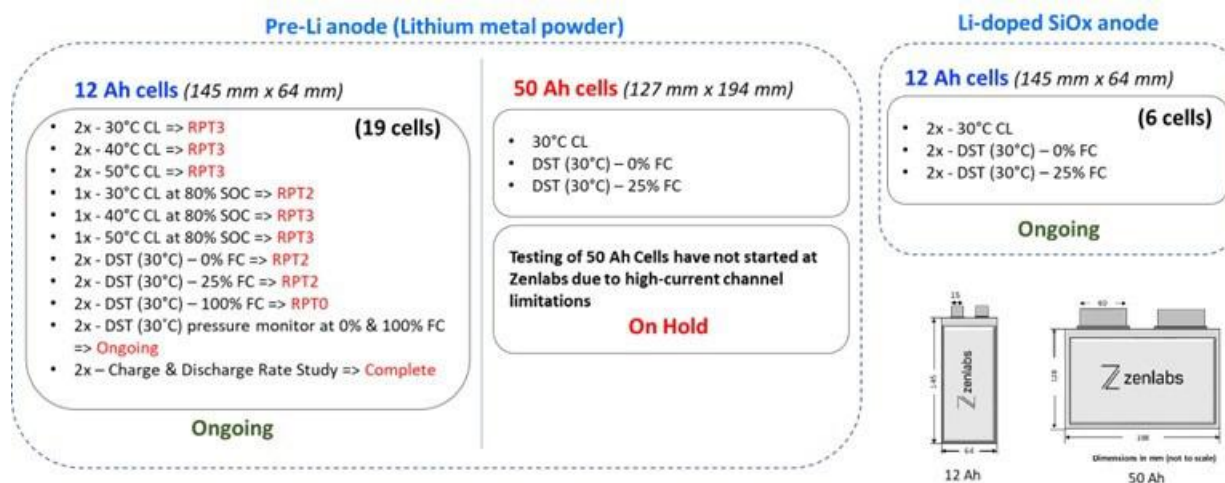 Pre-Li anode (Lithium metal powder)
12 Ah cells (145 mm x 64 mm)
(19 cells)
• 2x - 30°C CL => RPT3
• 2x - 40°C CL => RPT3
• 2x - 50°C CL => RPT3
• 1x - 30°C CL at 80% SOC => RPT2
• 1x - 40°C CL at 80% SOC => RPT3
• 1x - 50°C CL at 80% SOC => RPT3
• 2x - DST (30°C) – 0% FC => RPT2
• 2x - DST (30°C) – 25% FC => RPT2
• 2x - DST (30°C) – 100% FC => RPT0
• 2x - DST (30°C) pressure monitor at 0% & 100% FC
=> Ongoing
• 2x – Charge & Discharge Rate Study => Complete
Ongoing
50 Ah cells (127 mm x 194 mm)
• 30°C CL
• DST (30°C) – 0% FC
• DST (30°C) – 25% FC
Testing of 50 Ah Cells have not started at
Zenlabs due to high-current channel
limitations
On Hold
Li-doped SiOx anode
12 Ah cells (145 mm x 64 mm)
(6 cells)
• 2x - 30°C CL
• 2x - DST (30°C) – 0% FC
• 2x - DST (30°C) – 25% FC
Ongoing
15
145
zenlabs
64
12 Ah
60
zenlabs
Dimensions in mm (not to scale)
50 Ah